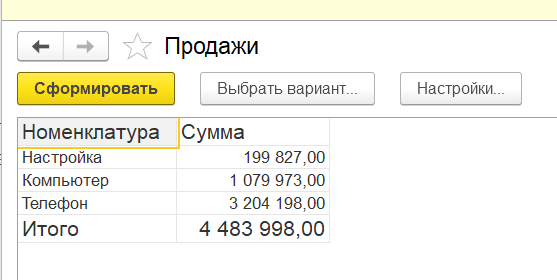 Продажи
Сформировать Выбрать вариант... Настройки...
Номенклатура Сумма
Настройка 199 827,00
Компьютер 1 079 973,00
Телефон 3 204 198,00
Итого 4 483 998,00